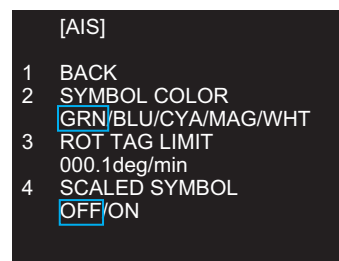 [AIS]
1 BACK
2 SYMBOL COLOR
GRN/BLU/CYA/MAG/WHT
3 ROT TAG LIMIT
000.1deg/min
4 SCALED SYMBOL
OFF/ON